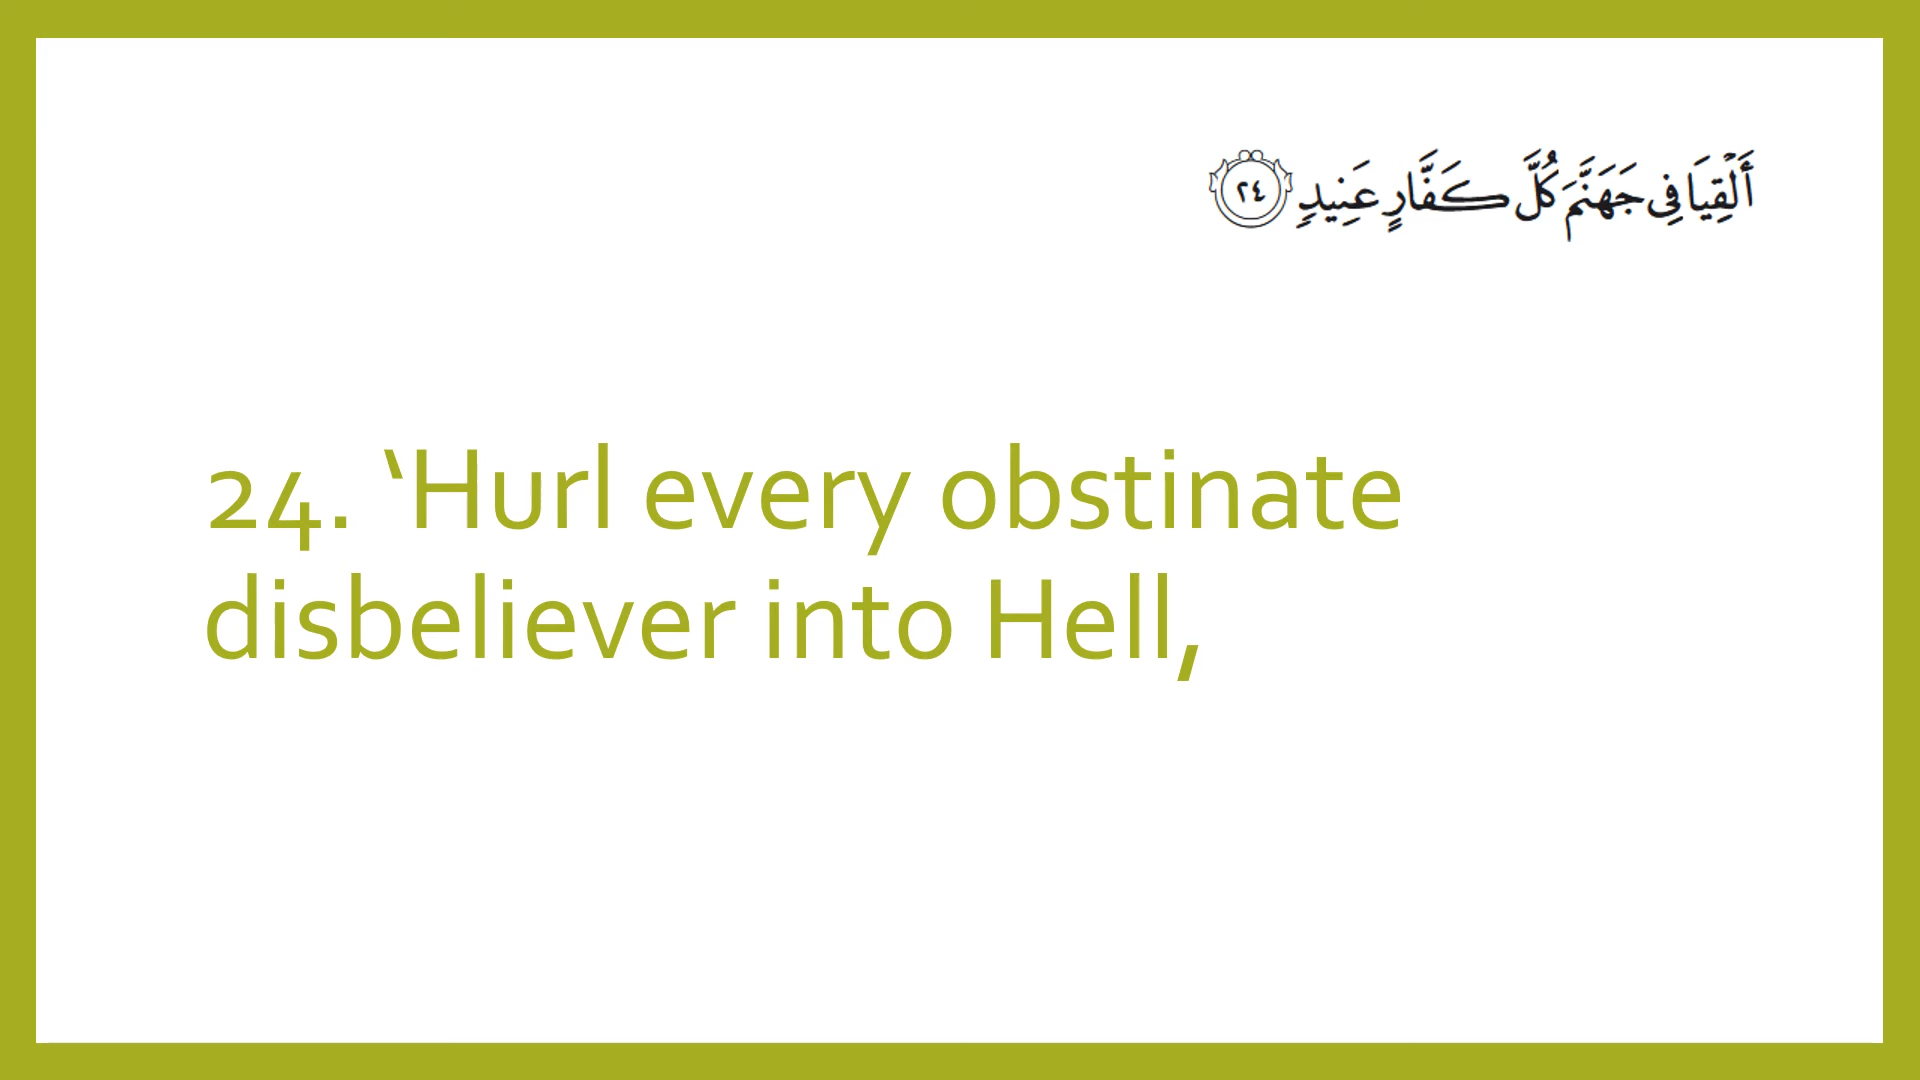 أَلْقِيَا فِي جَهَنَّمَ كُلَّ كَفَّارٍ عَنِيدٍ ٢٤
24. ‘Hurl every obstinate
disbeliever into Hell,